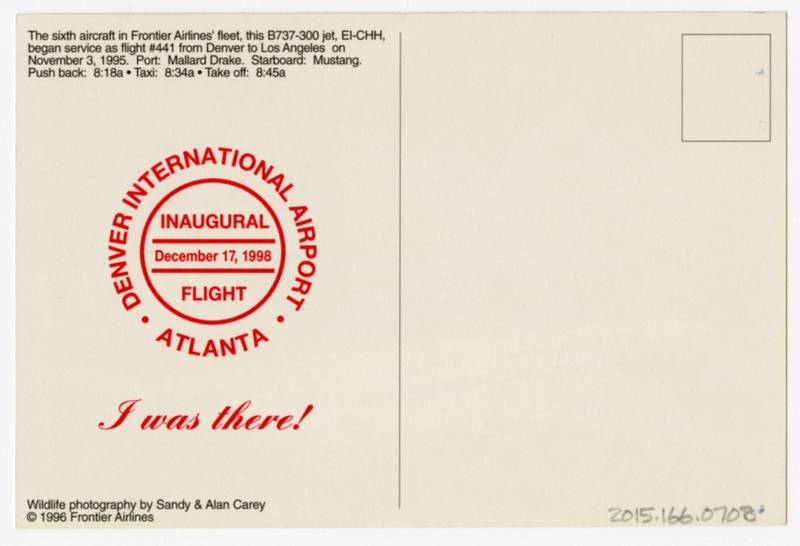 The sixth aircraft in Frontier Airlines' fleet, this B737-300 jet, EI-CHH,
began service as flight #441 from Denver to Los Angeles on
November 3, 1995. Port: Mallard Drake. Starboard: Mustang.
Push back: 8:18a • Taxi: 8:34a • Take off: 8:45a
DENVER INTERNATIONAL AIRPORT
INAUGURAL
December 17, 1998
FLIGHT
• ATLANTA •
I was there!
Wildlife photography by Sandy & Alan Carey
© 1996 Frontier Airlines
2015.166.0708